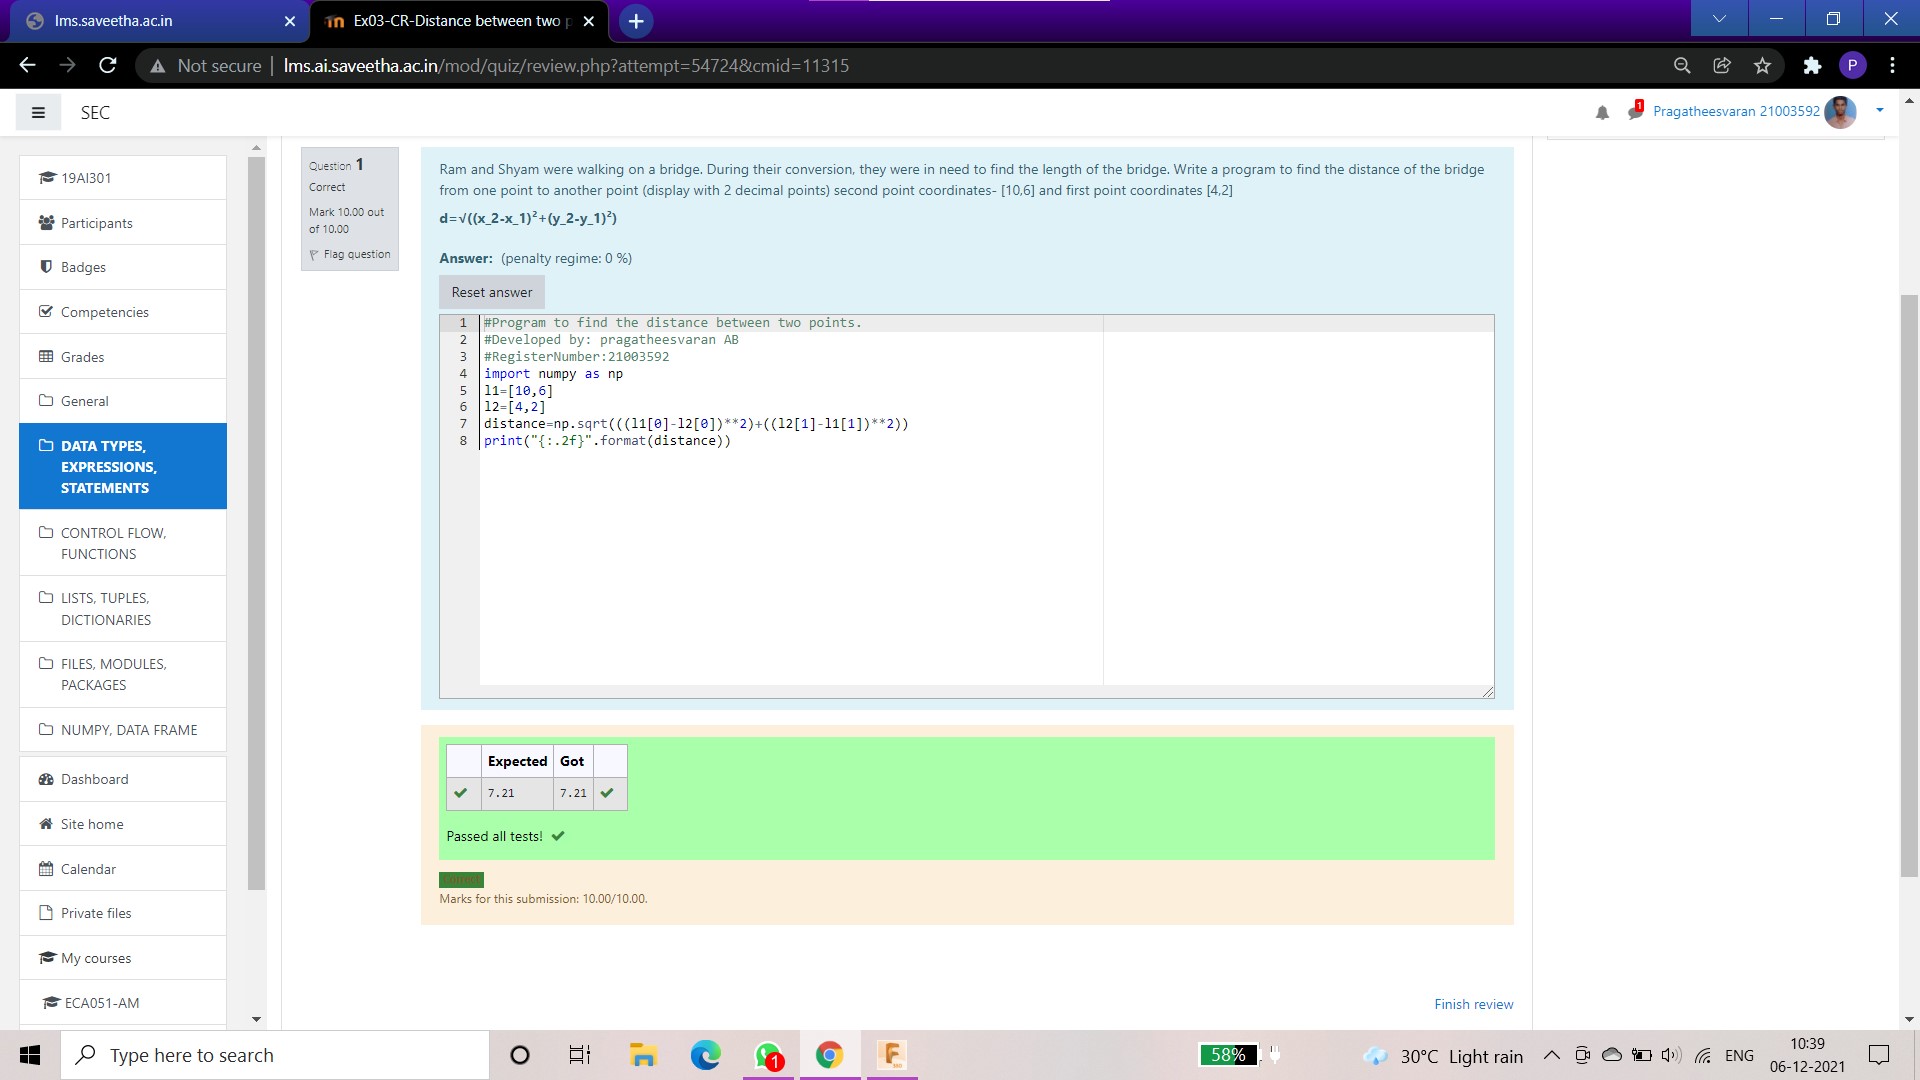 lms.saveetha.ac.in
Ex03-CR-Distance between two p
Not secure
lms.ai.saveetha.ac.in/mod/quiz/review.php?attempt=54724&cmid=11315
P
SEC
1
Pragatheesvaran 21003592
19AI301
Participants
Badges
Competencies
Grades
General
DATA TYPES,
EXPRESSIONS,
STATEMENTS
CONTROL FLOW,
FUNCTIONS
LISTS, TUPLES,
DICTIONARIES
FILES, MODULES,
PACKAGES
NUMPY, DATA FRAME
Dashboard
Site home
Calendar
Private files
My courses
ECA051-AM
Question 1
Correct
Mark 10.00 out
of 10.00
Flag question
Ram and Shyam were walking on a bridge. During their conversion, they were in need to find the length of the bridge. Write a program to find the distance of the bridge
from one point to another point (display with 2 decimal points) second point coordinates- [10,6] and first point coordinates [4,2]
d=√((x_2-x_1)²+(y_2-y_1)²)
Answer: (penalty regime: 0 %)
Reset answer
1 #Program to find the distance between two points.
2 #Developed by: pragatheesvaran AB
3 #RegisterNumber:21003592
4 import numpy as np
5 l1=[10,6]
6 l2=[4,2]
7 distance=np.sqrt(((l1[0]-l2[0])**2)+((l2[1]-l1[1])**2))
8 print("{:.2f}".format(distance))
Expected Got
7.21 7.21
Passed all tests!
Marks for this submission: 10.00/10.00.
Finish review
Type here to search
1
58%
30°C Light rain
ENG
10:39
06-12-2021